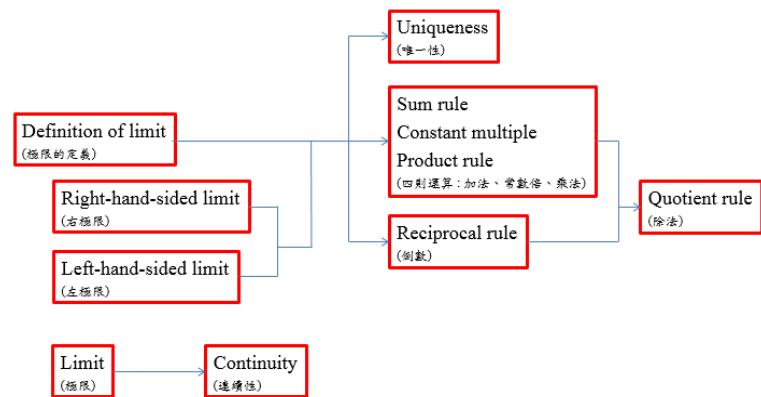 Uniqueness
(唯一性)
Definition of limit
(極限的定義)
Sum rule
Constant multiple
Product rule
(四則運算:加法、常數倍、乘法)
Right-hand-sided limit
(右極限)
Left-hand-sided limit
(左極限)
Reciprocal rule
(倒數)
Quotient rule
(除法)
Limit
(極限)
Continuity
(連續性)